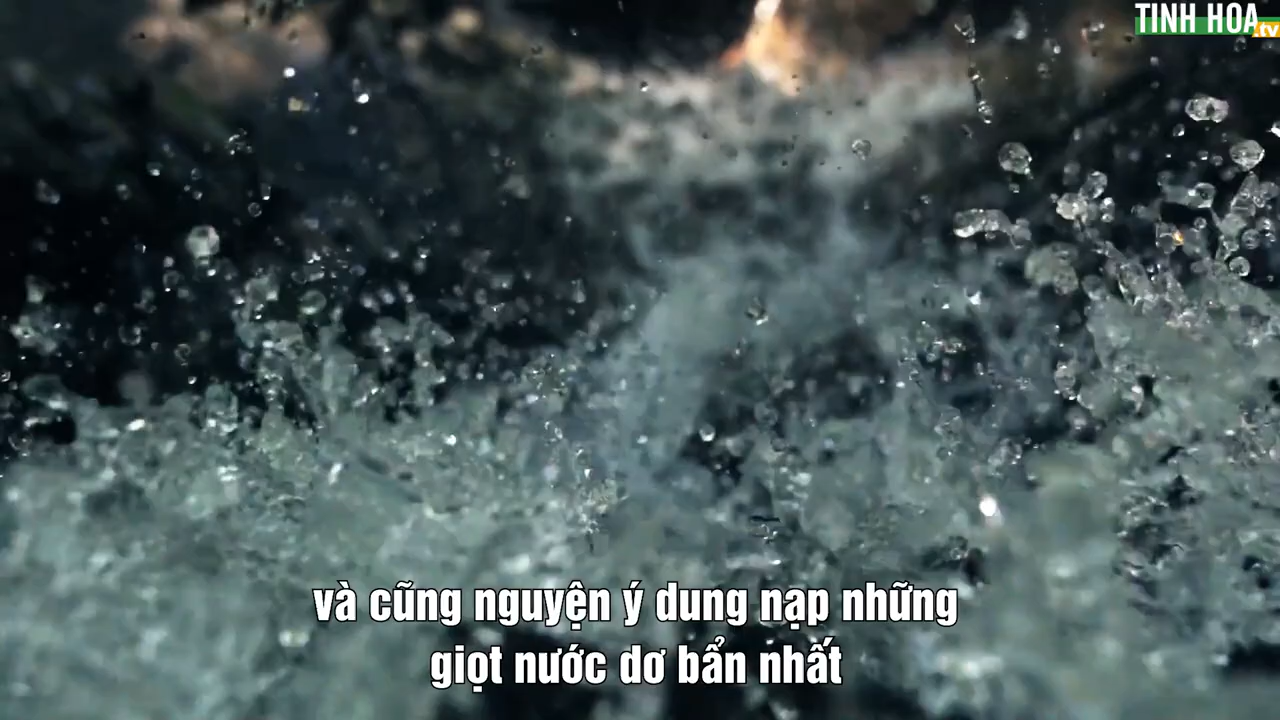 TINH HOA
.tv
và cũng nguyện ý dung nạp những
giọt nước dơ bẩn nhất